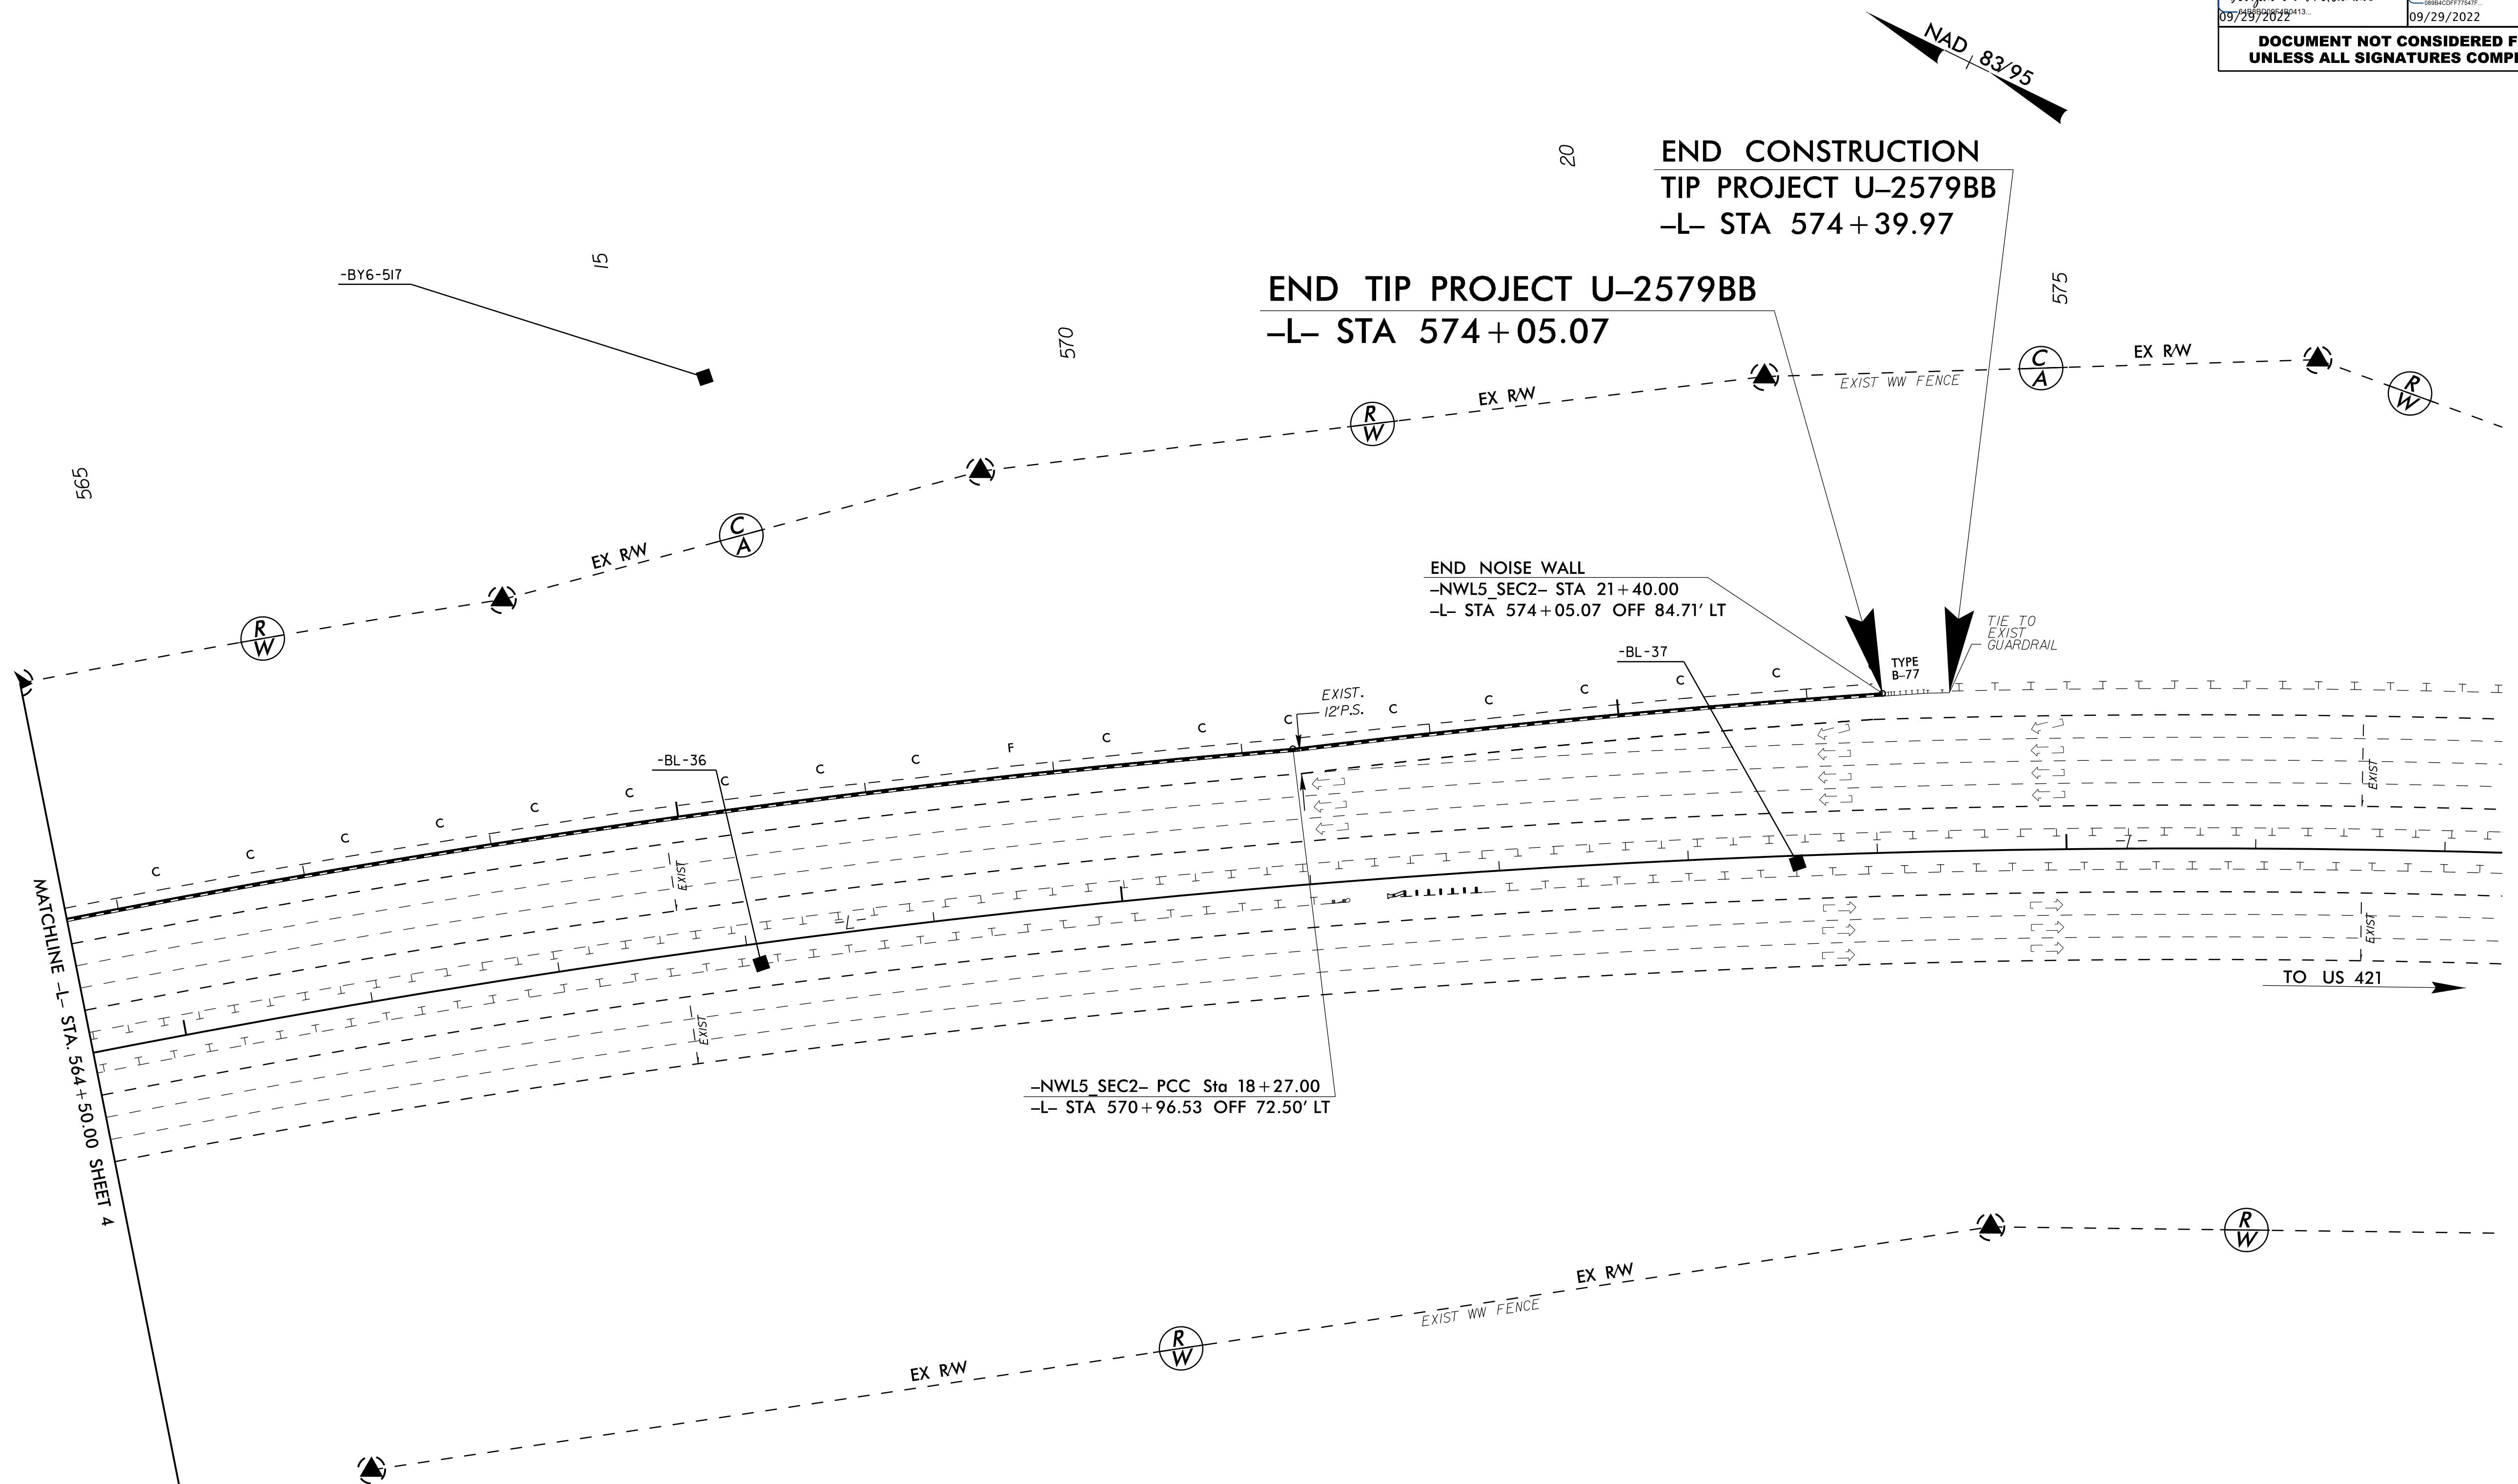 09/29/2022
09/29/2022
DOCUMENT NOT CONSIDERED F
UNLESS ALL SIGNATURES COMP
NAD 83/95
END CONSTRUCTION
TIP PROJECT U–2579BB
–L– STA 574+39.97
END TIP PROJECT U–2579BB
–L– STA 574+05.07
20
15
-BY6-517
575
570
565
EX R/W
C
A
EX R/W
R
W
EXIST WW FENCE
R
W
EX R/W
C
A
R
W
END NOISE WALL
–NWL5_SEC2– STA 21+40.00
–L– STA 574+05.07 OFF 84.71' LT
TIE TO
EXIST
GUARDRAIL
-BL-37
TYPE
B–77
EXIST.
12'P.S.
-BL-36
C C C C C C C C C F C C C C C C C C
EXIST
EXIST
-L-
-L-
EXIST
EXIST
TO US 421
MATCHLINE –L– STA. 564+50.00 SHEET 4
–NWL5_SEC2– PCC Sta 18+27.00
–L– STA 570+96.53 OFF 72.50' LT
R
W
EX R/W
EXIST WW FENCE
R
W
EX R/W